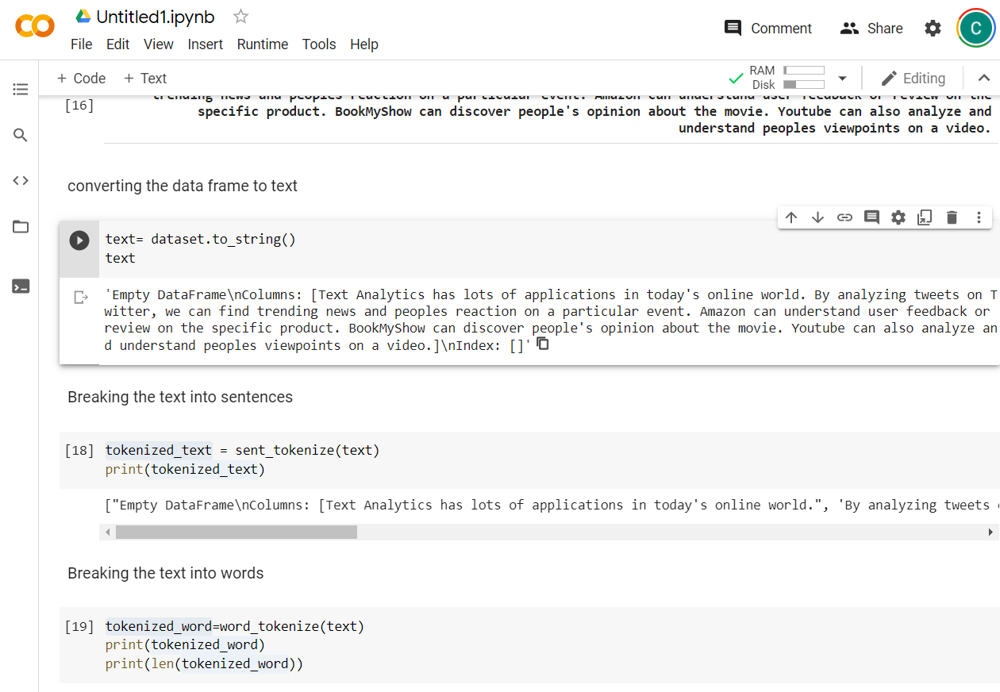 Untitled1.ipynb
File Edit View Insert Runtime Tools Help
Comment Share C
+ Code + Text
RAM
Disk
Editing
trending news and peoples reaction on a particular event. Amazon can understand user feedback or review on the
[16]
specific product. BookMyShow can discover people's opinion about the movie. Youtube can also analyze and
understand peoples viewpoints on a video.
converting the data frame to text
text= dataset.to_string()
text
'Empty DataFrame\nColumns: [Text Analytics has lots of applications in today's online world. By analyzing tweets on T
witter, we can find trending news and peoples reaction on a particular event. Amazon can understand user feedback or
review on the specific product. BookMyShow can discover people's opinion about the movie. Youtube can also analyze an
d understand peoples viewpoints on a video.]\nIndex: []'
Breaking the text into sentences
[18] tokenized_text = sent_tokenize(text)
print(tokenized_text)
["Empty DataFrame\nColumns: [Text Analytics has lots of applications in today's online world.", 'By analyzing tweets
Breaking the text into words
[19] tokenized_word=word_tokenize(text)
print(tokenized_word)
print(len(tokenized_word))